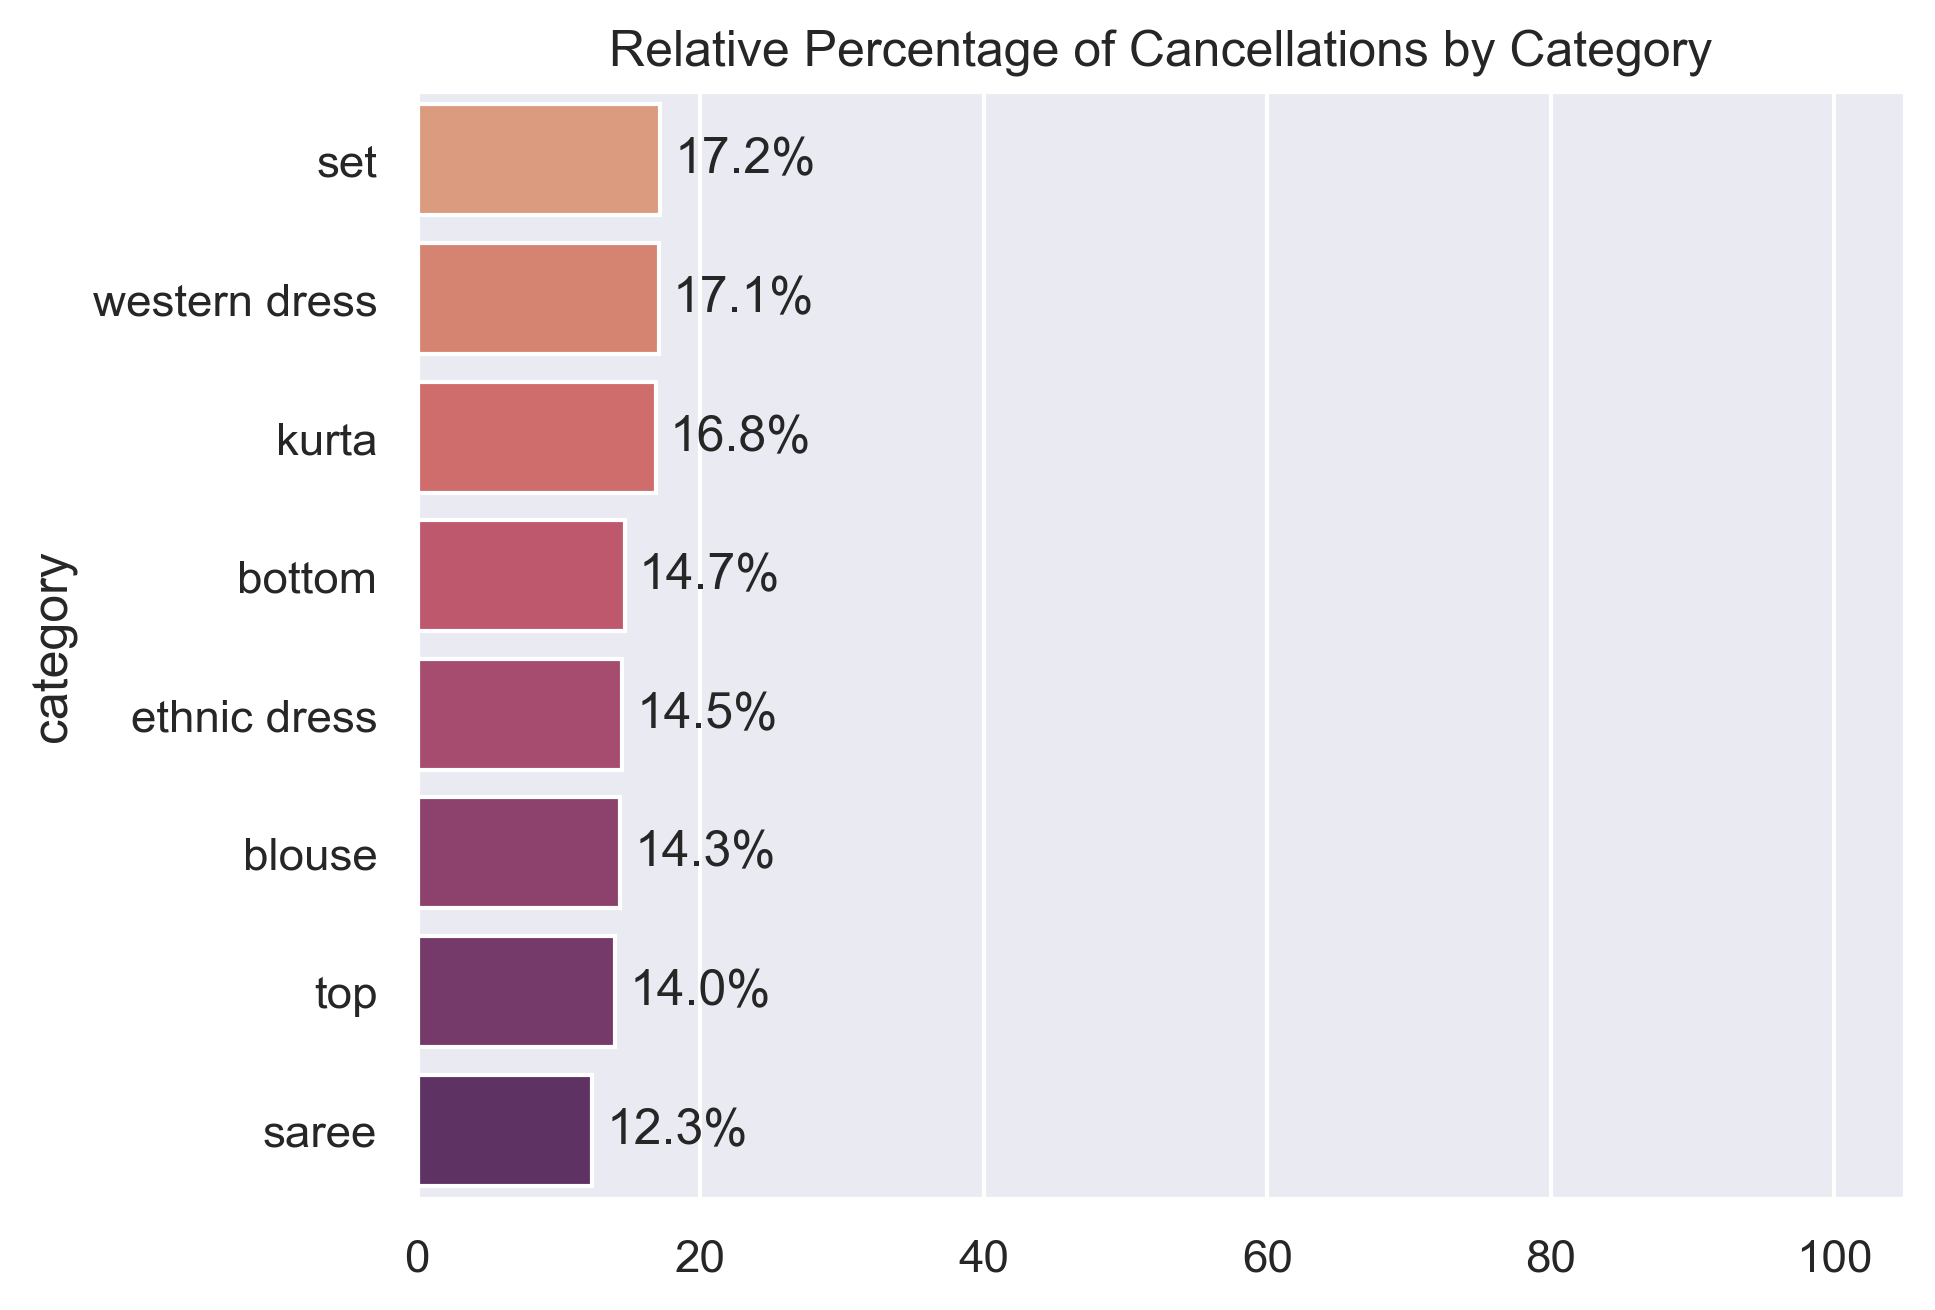 Relative Percentage of Cancellations by Category
category
set 17.2%
western dress 17.1%
kurta 16.8%
bottom 14.7%
ethnic dress 14.5%
blouse 14.3%
top 14.0%
saree 12.3%
0 20 40 60 80 100